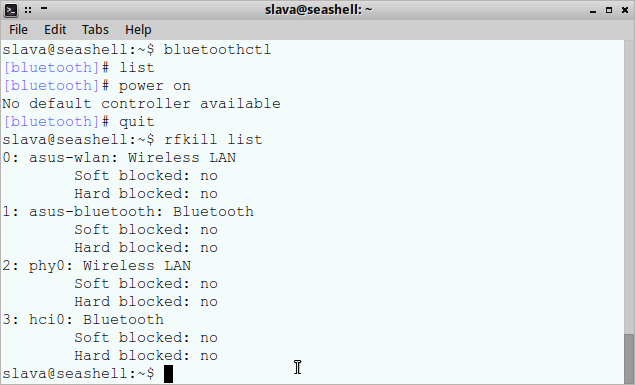 slava@seashell: ~
File Edit Tabs Help
slava@seashell:~$ bluetoothctl
[bluetooth]# list
[bluetooth]# power on
No default controller available
[bluetooth]# quit
slava@seashell:~$ rfkill list
0: asus-wlan: Wireless LAN
Soft blocked: no
Hard blocked: no
1: asus-bluetooth: Bluetooth
Soft blocked: no
Hard blocked: no
2: phy0: Wireless LAN
Soft blocked: no
Hard blocked: no
3: hci0: Bluetooth
Soft blocked: no
Hard blocked: no
slava@seashell:~$